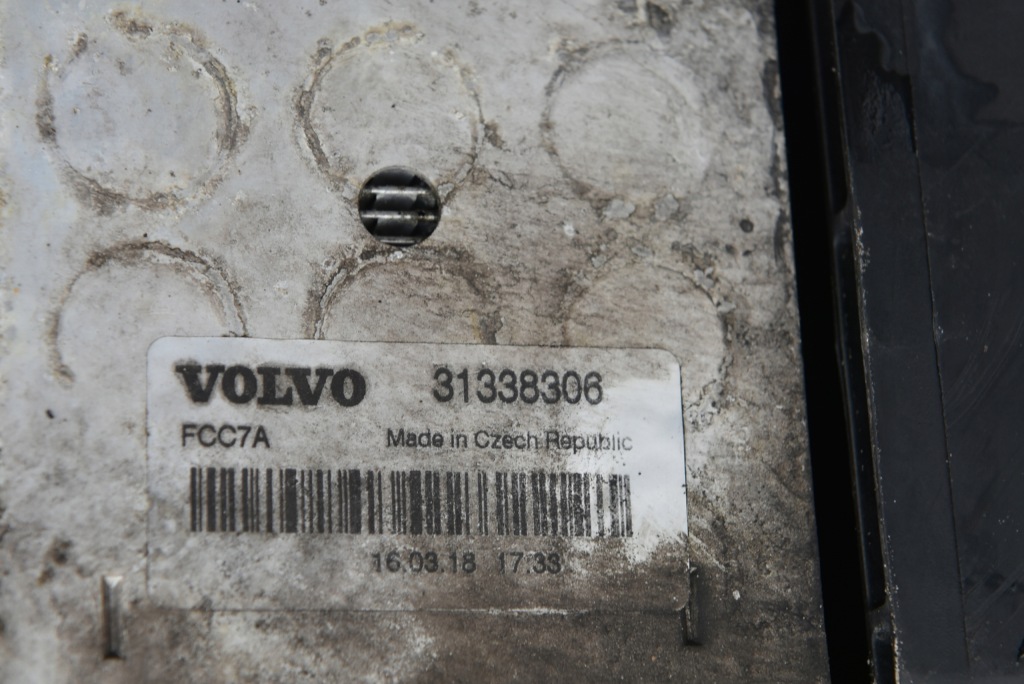 VOLVO 31338306
FCC7A Made in Czech Republic
16.03.18 17:33